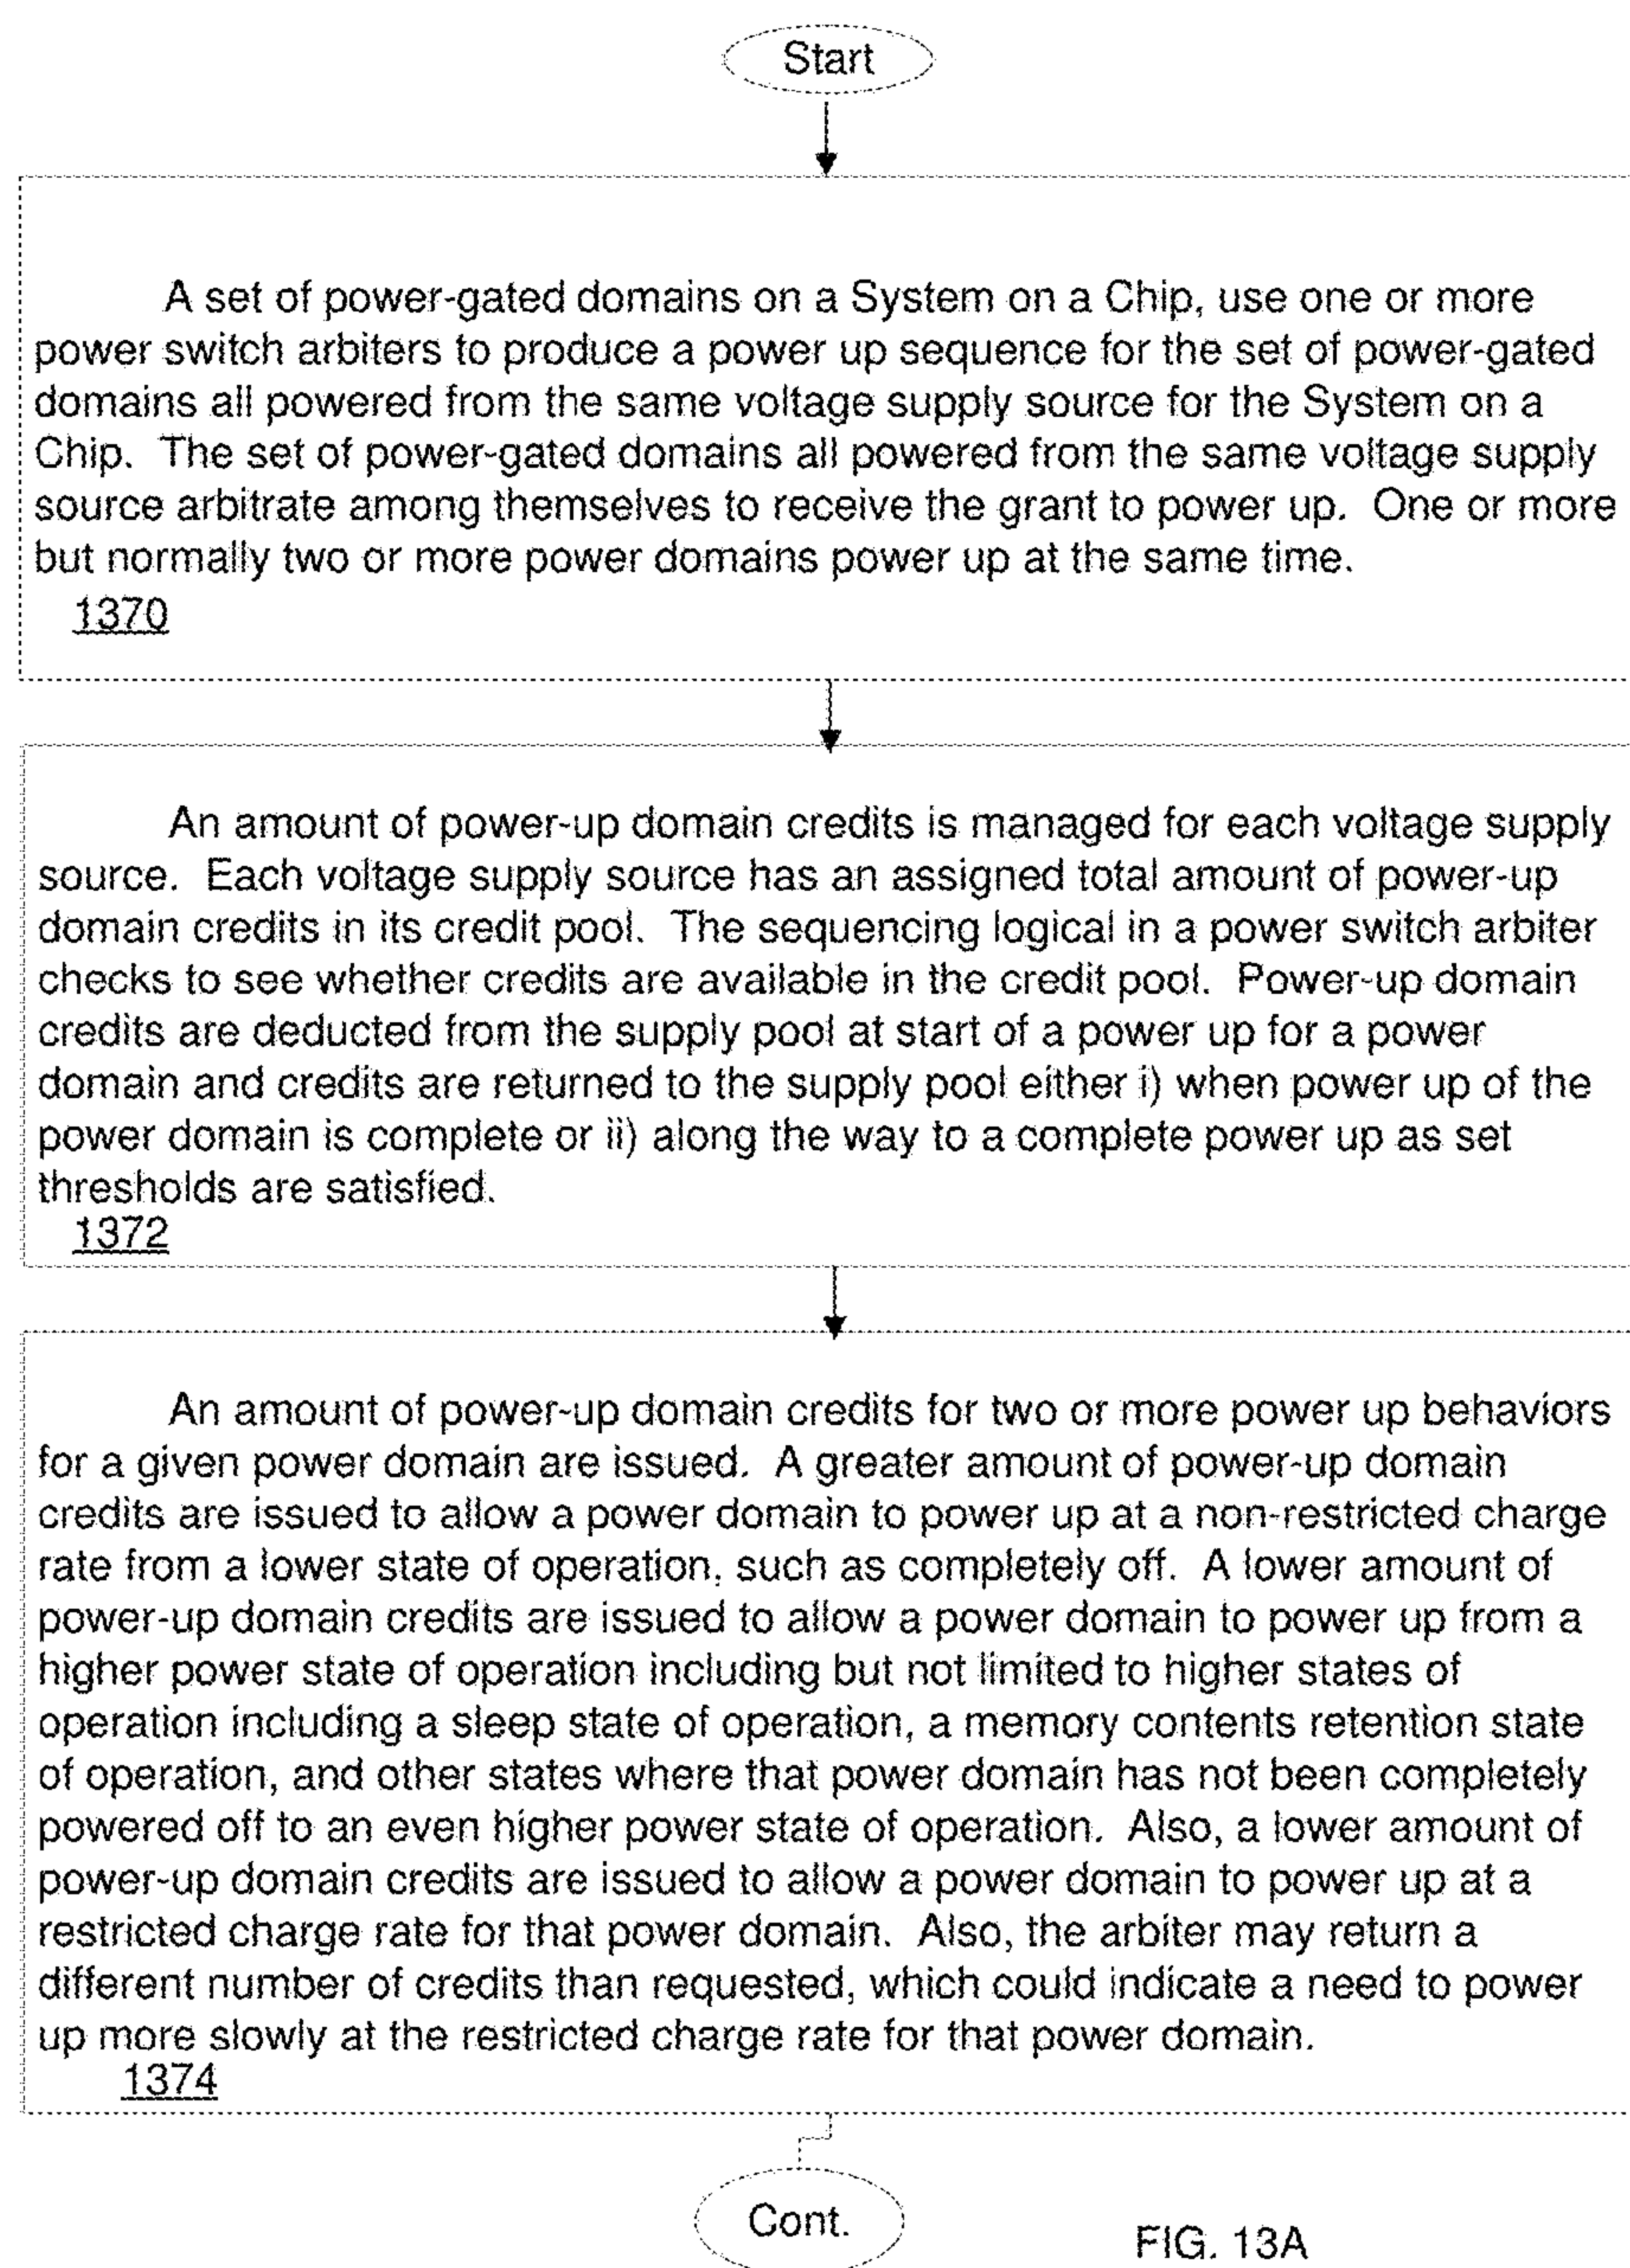 Start
A set of power-gated domains on a System on a Chip, use one or more
power switch arbiters to produce a power up sequence for the set of power-gated
domains all powered from the same voltage supply source for the System on a
Chip. The set of power-gated domains all powered from the same voltage supply
source arbitrate among themselves to receive the grant to power up. One or more
but normally two or more power domains power up at the same time.
1370
An amount of power-up domain credits is managed for each voltage supply
source. Each voltage supply source has an assigned total amount of power-up
domain credits in its credit pool. The sequencing logical in a power switch arbiter
checks to see whether credits are available in the credit pool. Power-up domain
credits are deducted from the supply pool at start of a power up for a power
domain and credits are returned to the supply pool either i) when power up of the
power domain is complete or ii) along the way to a complete power up as set
thresholds are satisfied.
1372
An amount of power-up domain credits for two or more power up behaviors
for a given power domain are issued. A greater amount of power-up domain
credits are issued to allow a power domain to power up at a non-restricted charge
rate from a lower state of operation, such as completely off. A lower amount of
power-up domain credits are issued to allow a power domain to power up from a
higher power state of operation including but not limited to higher states of
operation including a sleep state of operation, a memory contents retention state
of operation, and other states where that power domain has not been completely
powered off to an even higher power state of operation. Also, a lower amount of
power-up domain credits are issued to allow a power domain to power up at a
restricted charge rate for that power domain. Also, the arbiter may return a
different number of credits than requested, which could indicate a need to power
up more slowly at the restricted charge rate for that power domain.
1374
Cont.
FIG. 13A